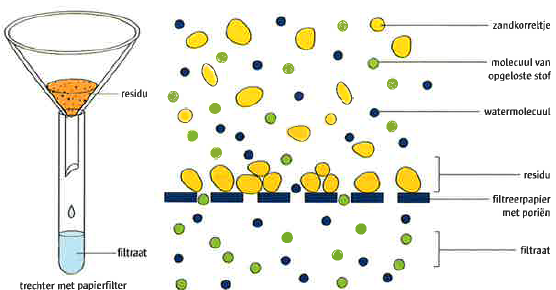 zandkorreltje
molecuul van
opgeloste stof
residu
watermolecuul
residu
filtreerpapier
met poriën
filtraat
filtraat
trechter met papierfilter